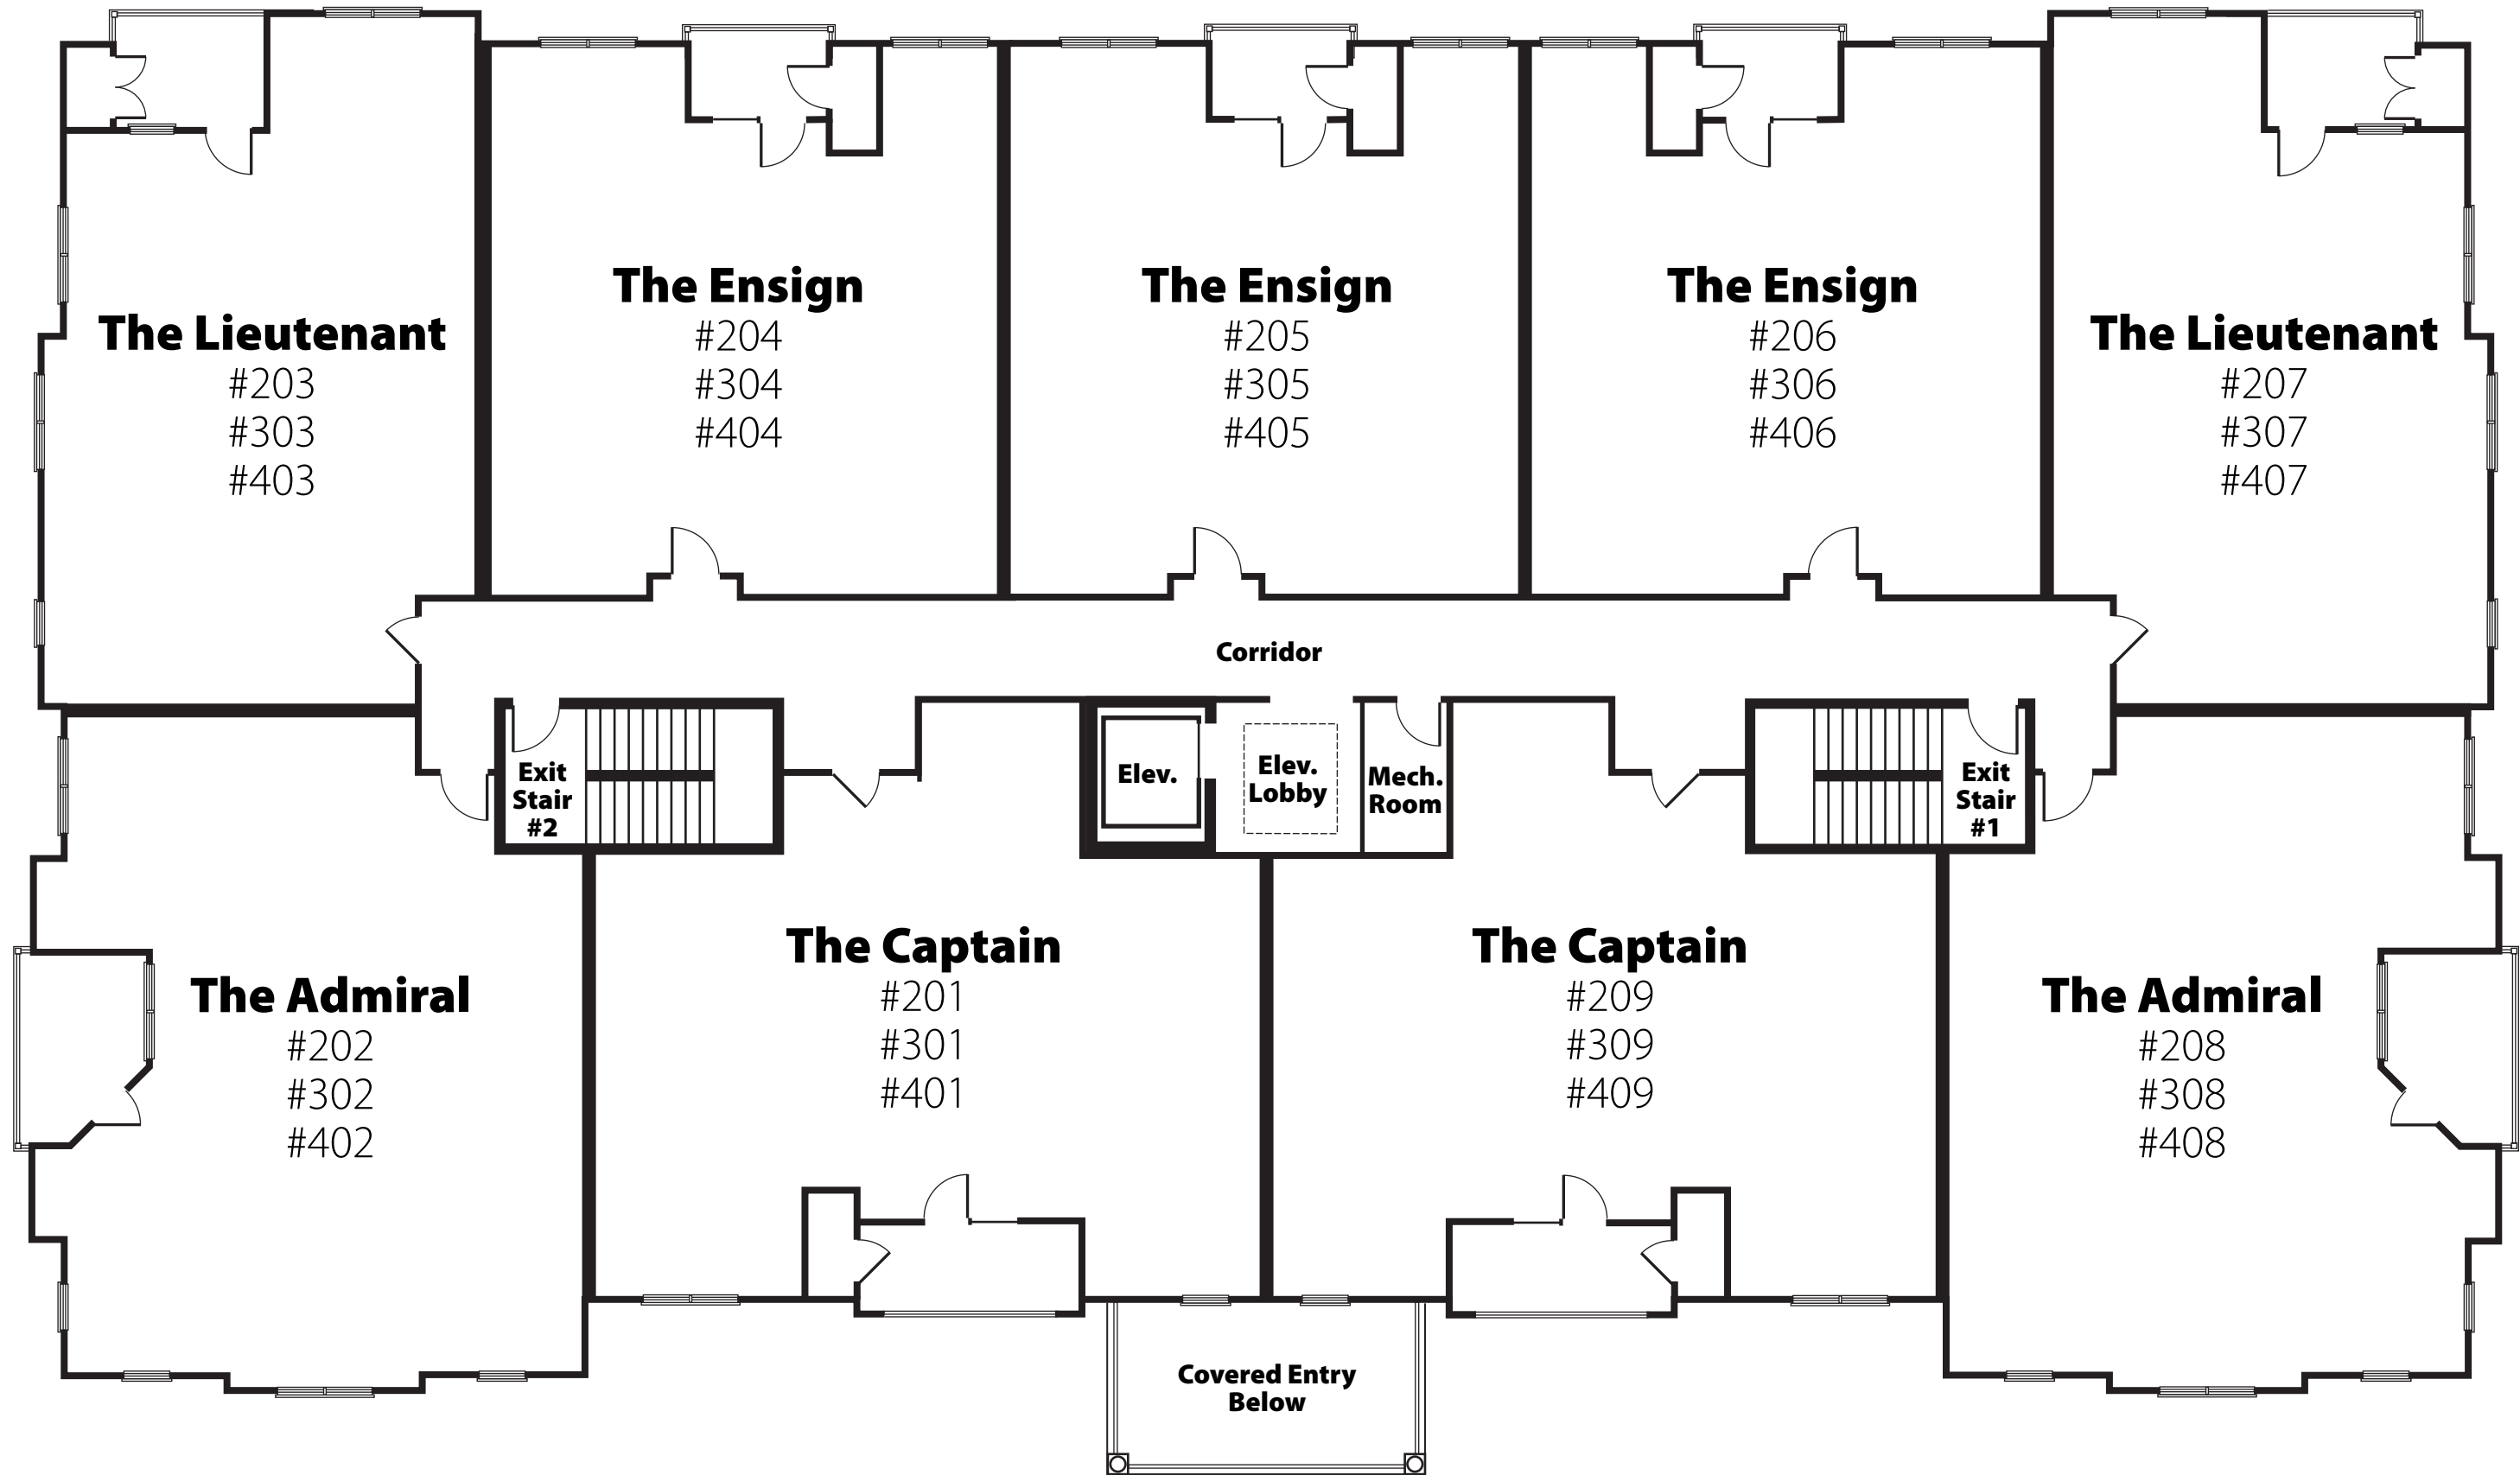 The Lieutenant
#203
#303
#403
The Ensign
#204
#304
#404
The Ensign
#205
#305
#405
The Ensign
#206
#306
#406
The Lieutenant
#207
#307
#407
Corridor
Exit
Stair
#2
Elev.
Elev.
Lobby
Mech.
Room
Exit
Stair
#1
The Admiral
#202
#302
#402
The Captain
#201
#301
#401
The Captain
#209
#309
#409
The Admiral
#208
#308
#408
Covered Entry
Below